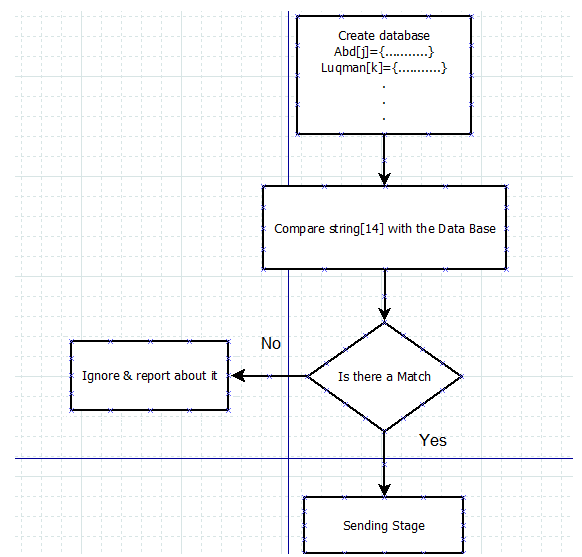 Create database
Abd[j]={...........}
Luqman[k]={...........}
.
.
.
Compare string[14] with the Data Base
Is there a Match
No
Ignore & report about it
Yes
Sending Stage